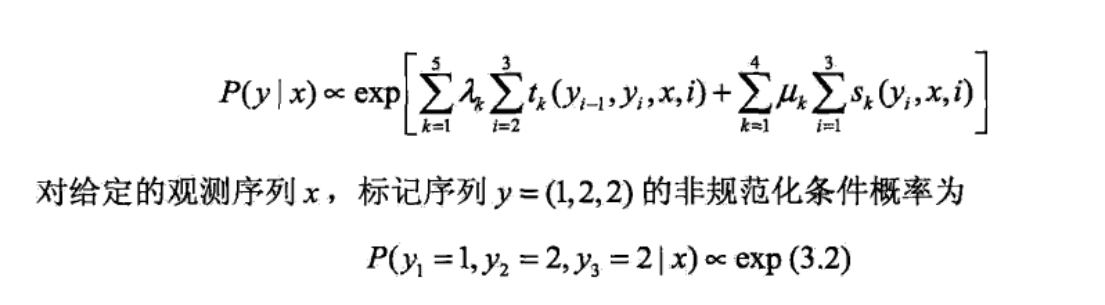 P(y|x) ∝ exp[∑_{k=1}^{5} λ_k ∑_{i=2}^{3} t_k(y_{i-1}, y_i, x, i) + ∑_{k=1}^{4} μ_k ∑_{i=1}^{3} s_k(y_i, x, i)]
对给定的观测序列 x，标记序列 y = (1,2,2) 的非规范化条件概率为
P(y_1 = 1, y_2 = 2, y_3 = 2 | x) ∝ exp (3.2)